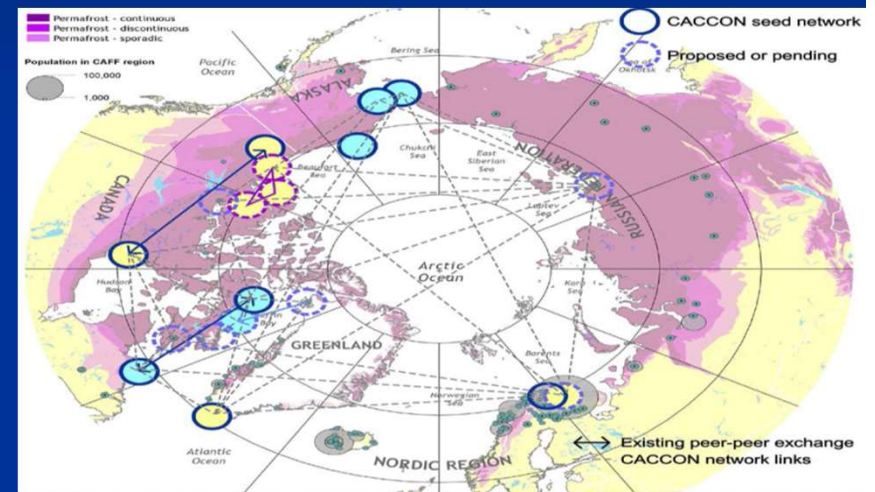 Permafrost - continuous
Permafrost - discontinuous
Permafrost - sporadic
Population in CAFF region
100,000
1,000
CACCON seed network
Proposed or pending
Pacific
Ocean
Bering Sea
Okhotsk
ALASKA
Chukchi
Sea
East
Siberian
Sea
Beaufort
Sea
RUSSIAN FEDERATION
Laptev
Sea
CANADA
Arctic
Ocean
Hudson
Bay
Kara
Sea
Bay
GREENLAND
Barents
Sea
Norwegian
Sea
Atlantic
Ocean
NORDIC REGION
Existing peer-peer exchange
CACCON network links